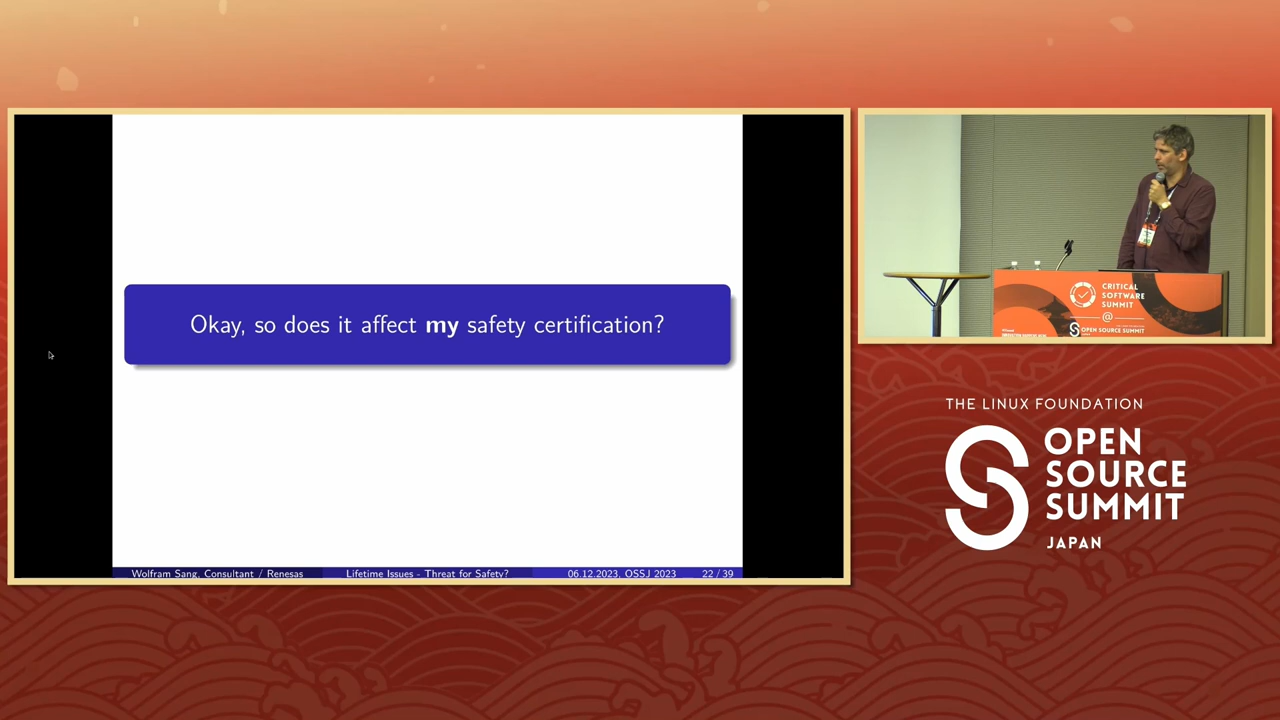 Okay, so does it affect my safety certification?
Wolfram Sang, Consultant / Renesas
Lifetime Issues - Threat for Safety?
06.12.2023, OSSJ 2023
22 / 39
CRITICAL
SOFTWARE
SUMMIT
@
OPEN SOURCE SUMMIT
THE LINUX FOUNDATION
OPEN
SOURCE
SUMMIT
JAPAN